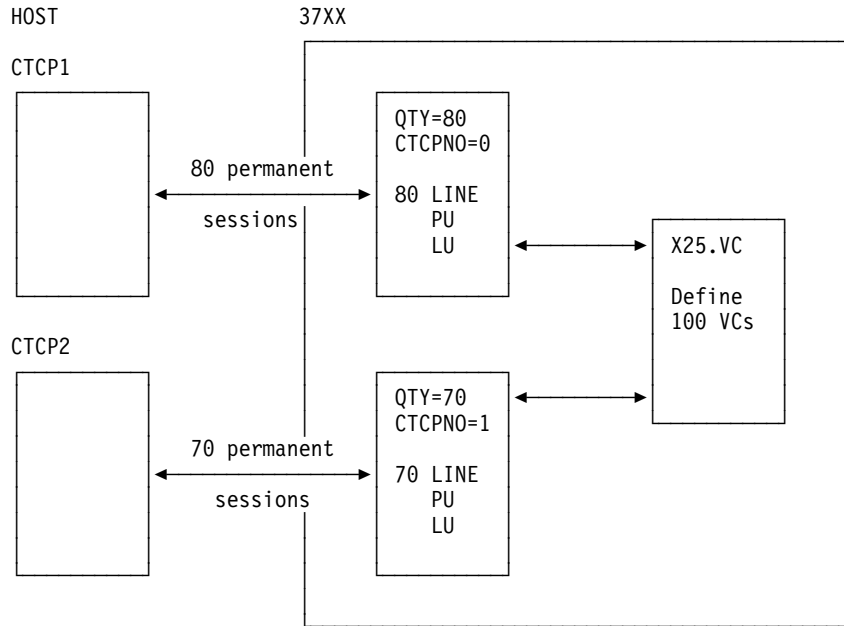 HOST
37XX
CTCP1
80 permanent
sessions
QTY=80
CTCPNO=0
80 LINE
PU
LU
X25.VC
Define
100 VCs
CTCP2
70 permanent
sessions
QTY=70
CTCPNO=1
70 LINE
PU
LU